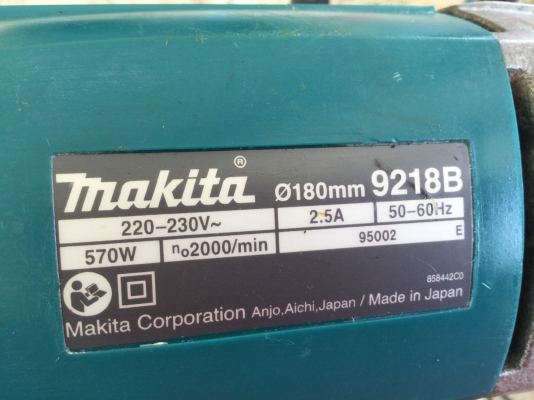 makita® Ø180mm 9218B
220-230V~ 2.5A 50-60Hz
570W n₀2000/min 95002 E
858442C0
Makita Corporation Anjo,Aichi,Japan / Made in Japan